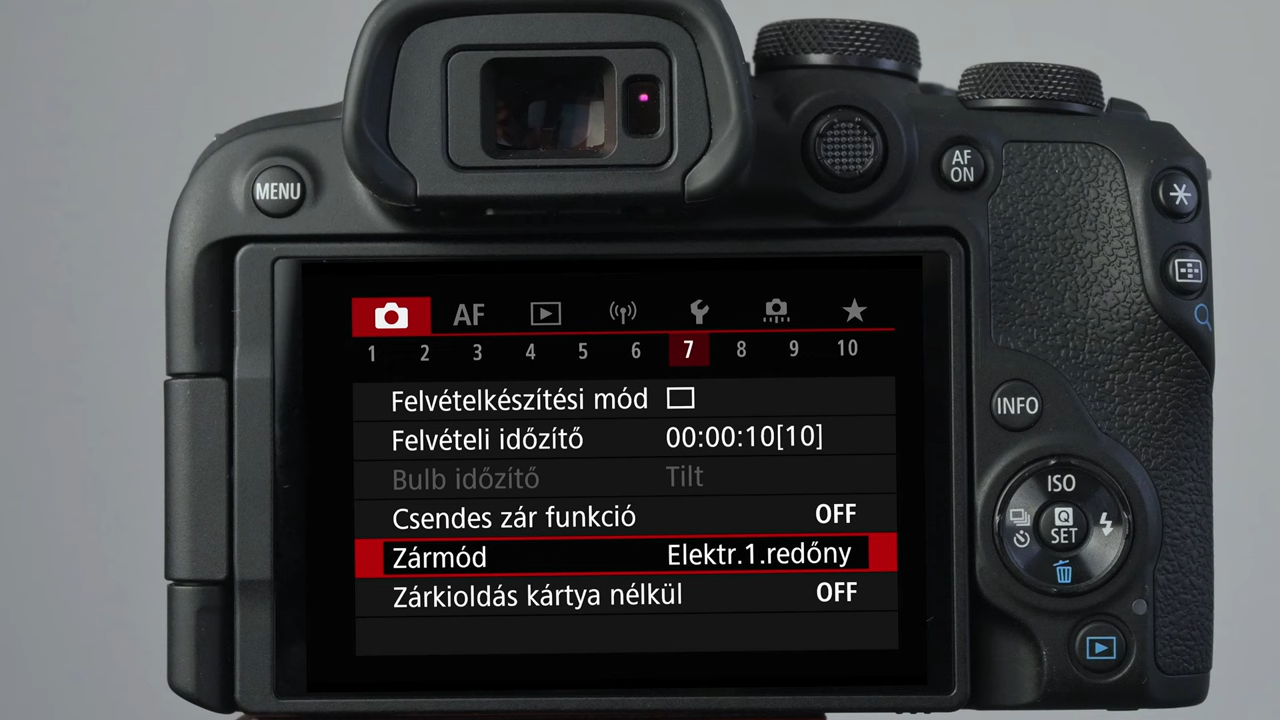 MENU
AF
ON
AF
1 2 3 4 5 6 7 8 9 10
Felvételkészítési mód
Felvételi időzítő 00:00:10[10]
Bulb időzítő Tilt
Csendes zár funkció OFF
Zármód Elektr.1.redőny
Zárkioldás kártya nélkül OFF
INFO
ISO
Q
SET